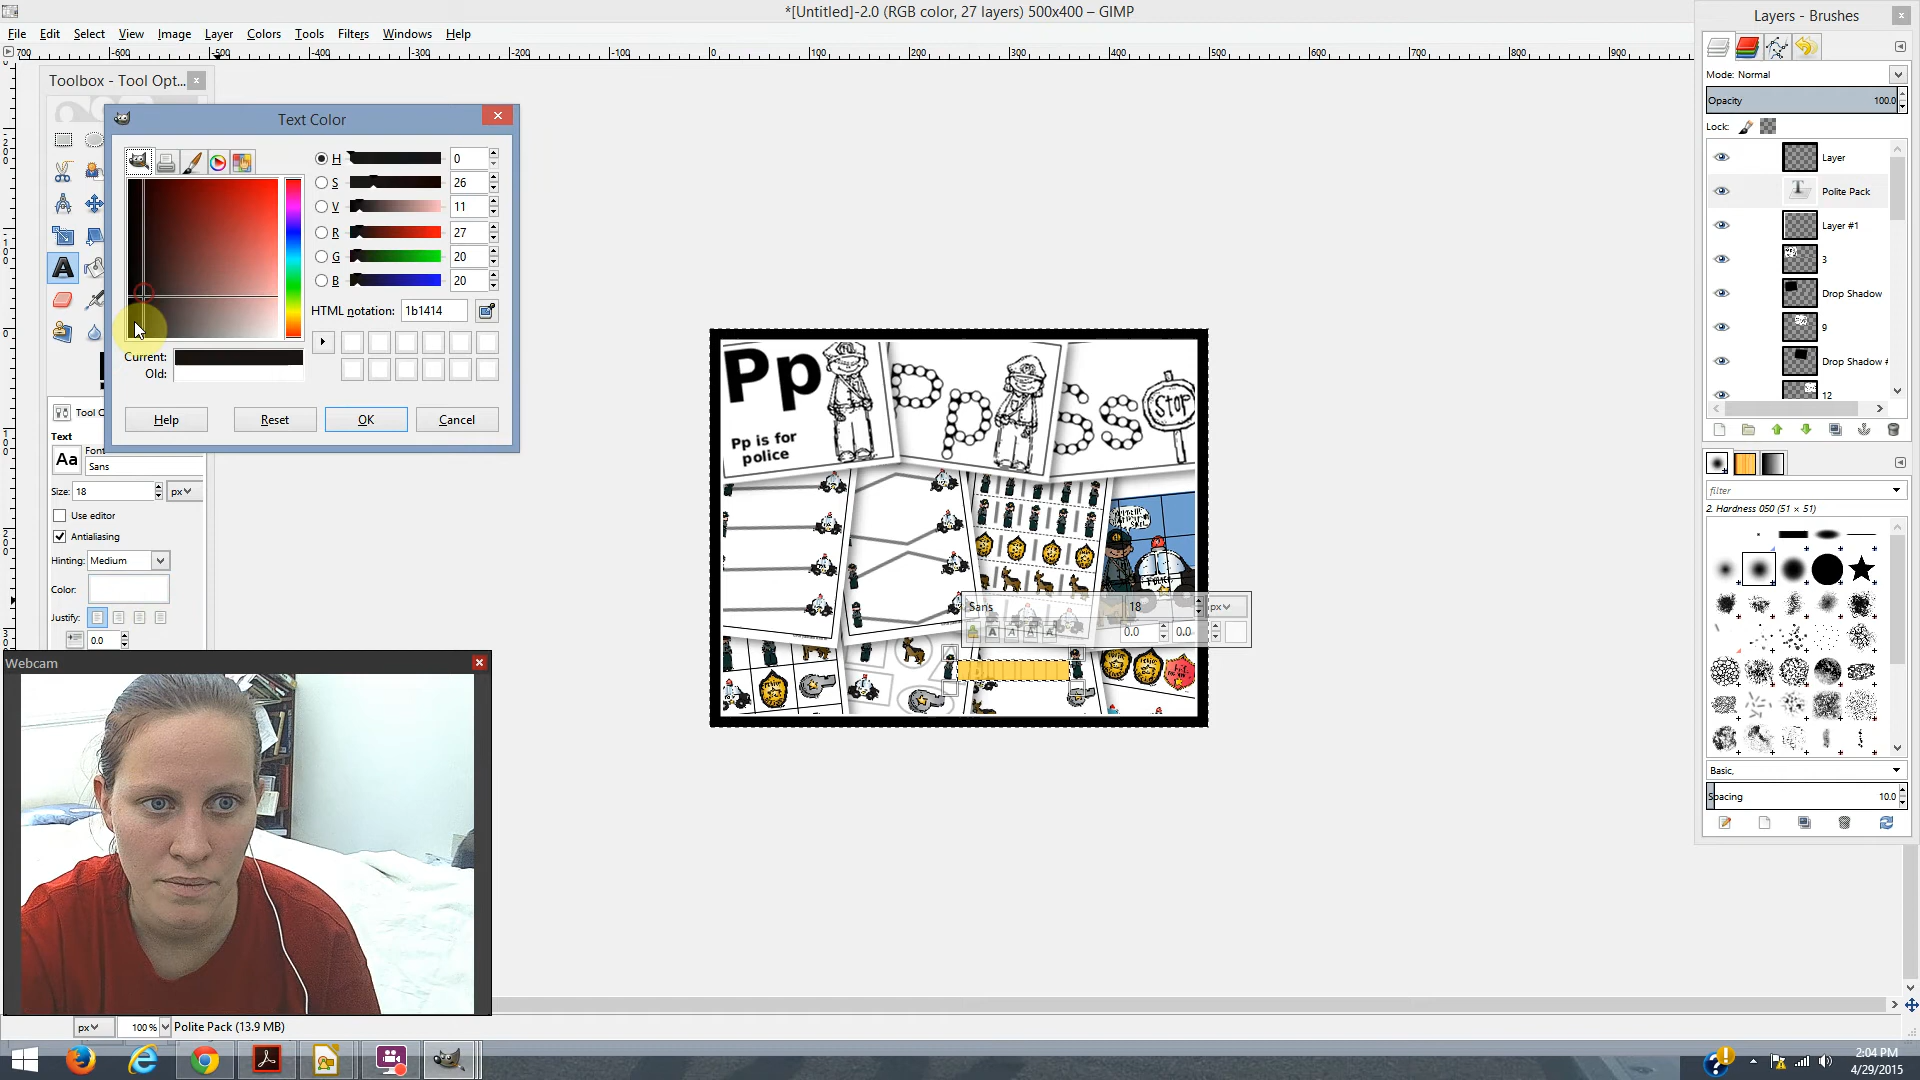 *[Untitled]-2.0 (RGB color, 27 layers) 500x400 – GIMP
File Edit Select View Image Layer Colors Tools Filters Windows Help
Layers - Brushes
Toolbox - Tool Opt...
Text Color
H 0
S 26
V 11
R 27
G 20
B 20
HTML notation: 1b1414
Current:
Old:
Help Reset OK Cancel
Text
Aa
Font
Sans
Size: 18 px
Use editor
Antialiasing
Hinting: Medium
Color:
Justify:
0.0
Webcam
Pp
Pp is for
police
Pp
Ss
STOP
POLICE
Sans 18 px
0.0 0.0
Mode: Normal
Opacity 100.0
Lock:
Layer
Polite Pack
Layer #1
3
Drop Shadow
9
Drop Shadow #
12
filter
2. Hardness 050 (51 × 51)
Basic,
Spacing 10.0
px 100 % Polite Pack (13.9 MB)
2:04 PM
4/29/2015